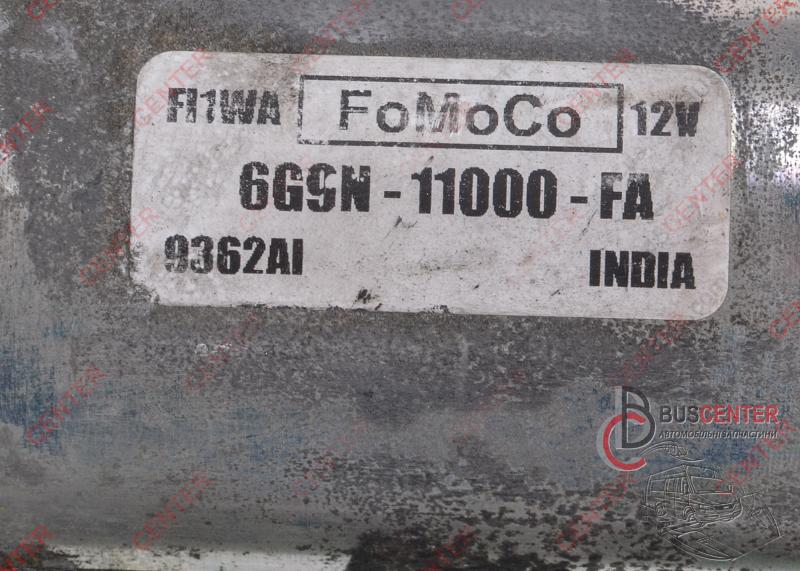 FI1WA FoMoCo 12V
6G9N - 11000 - FA
9362AI INDIA
BUSCENTER
АВТОМОБІЛЬНІ ЗАПЧАСТИНИ